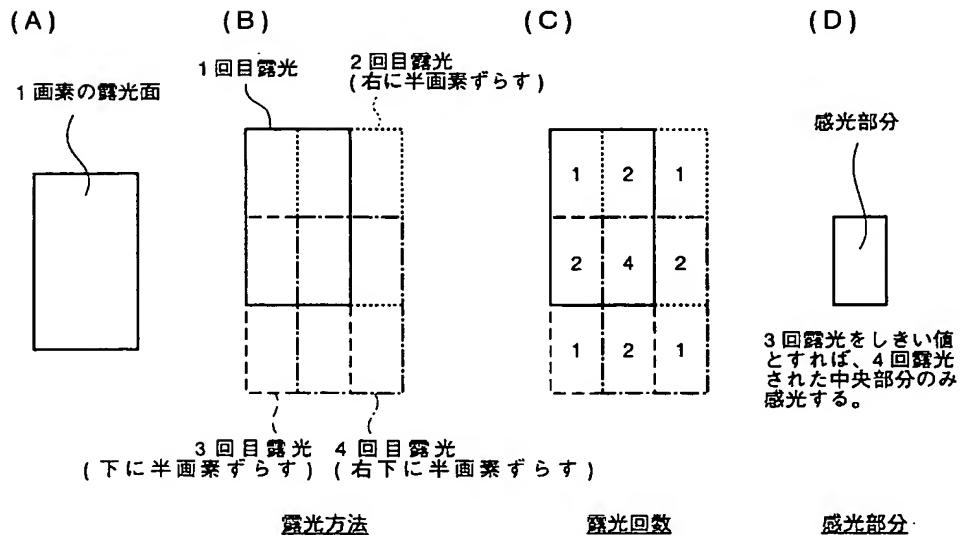 (A)
(B)
(C)
(D)
1画素の露光面
1回目露光
2回目露光
(右に半画素ずらす)
感光部分
1 2 1
2 4 2
1 2 1
3回露光をしきい値
とすれば、4回露光
された中央部分のみ
感光する。
3回目露光
(下に半画素ずらす)
4回目露光
(右下に半画素ずらす)
露光方法
露光回数
感光部分